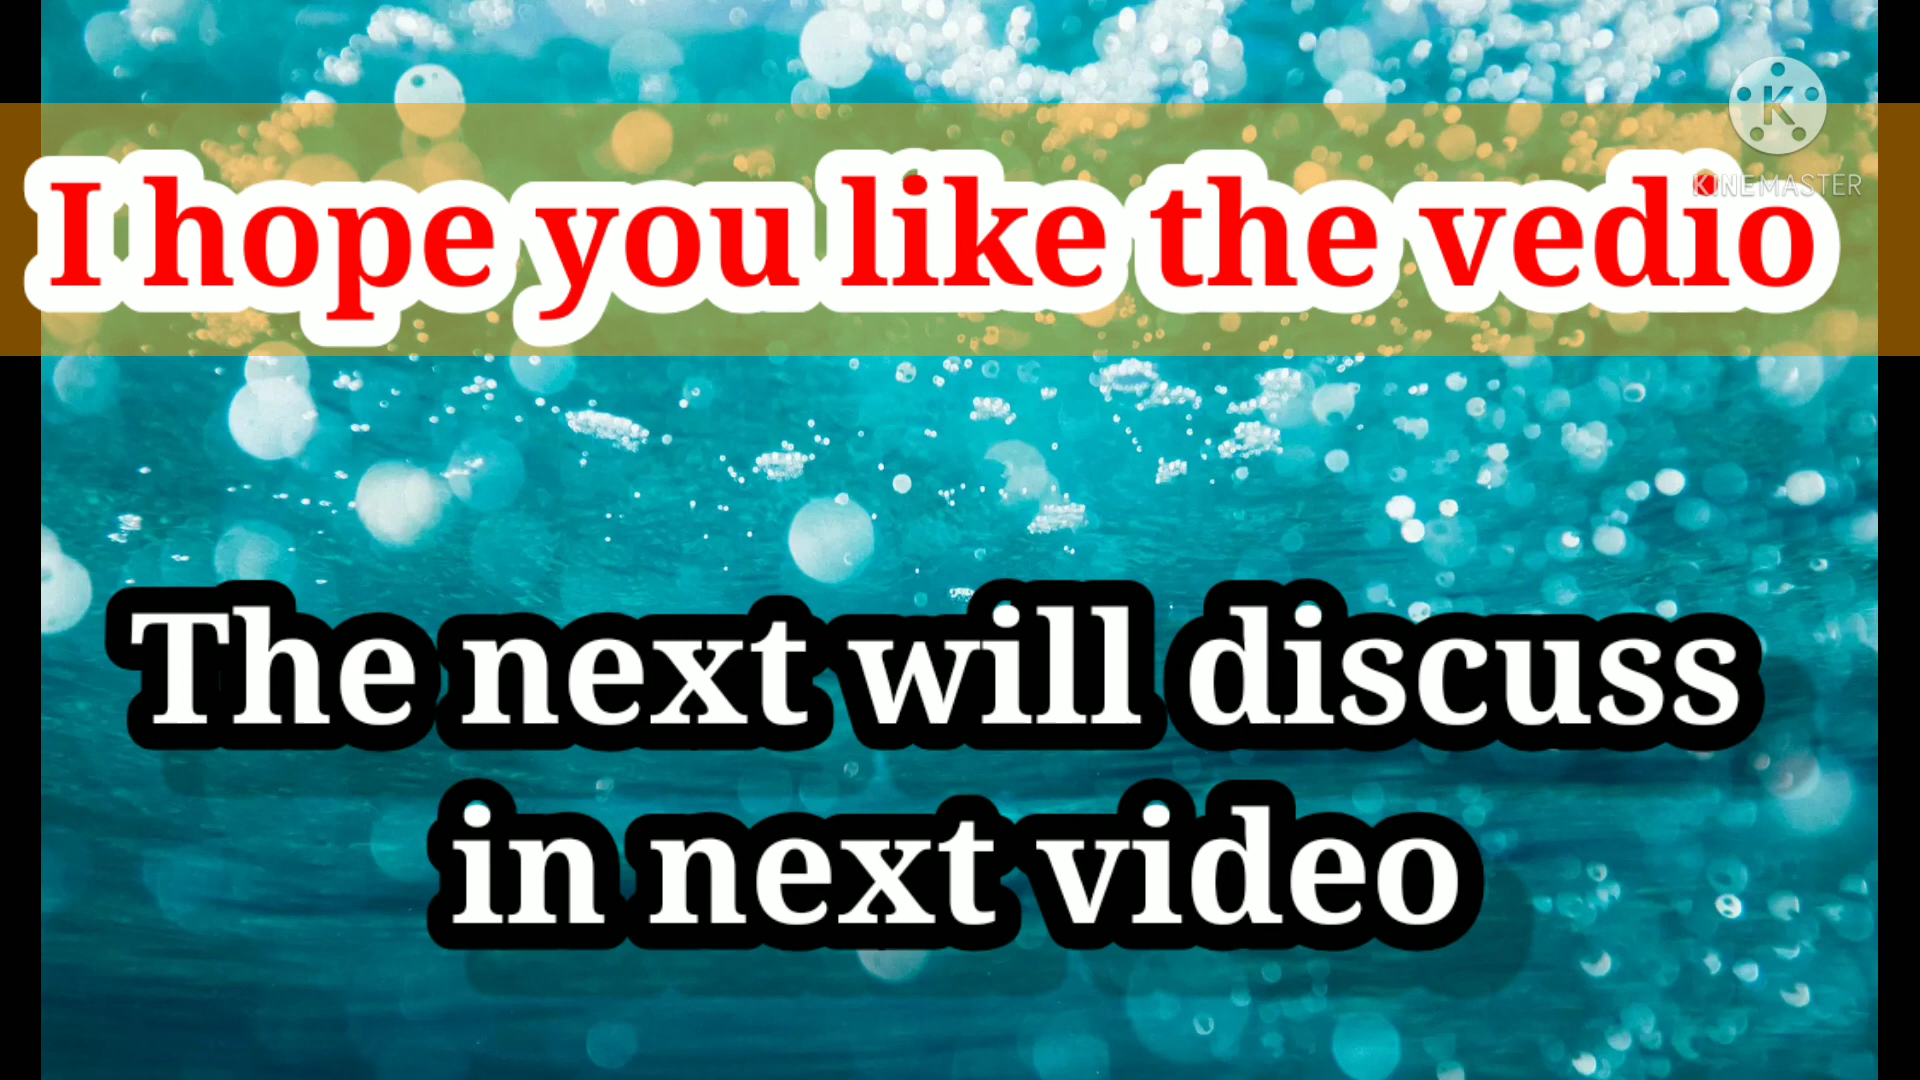 K
KINEMASTER
I hope you like the vedio
The next will discuss
in next video